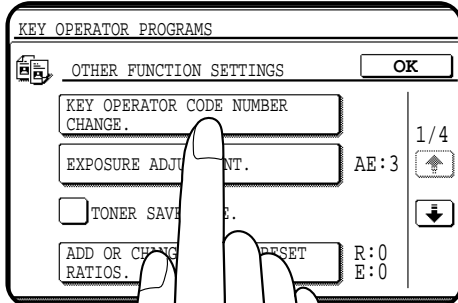 KEY OPERATOR PROGRAMS
OTHER FUNCTION SETTINGS
OK
KEY OPERATOR CODE NUMBER
CHANGE.
1/4
EXPOSURE ADJU NT.
AE:3
TONER SAVE E.
ADD OR CHANG RESET
RATIOS.
R:0
E:0